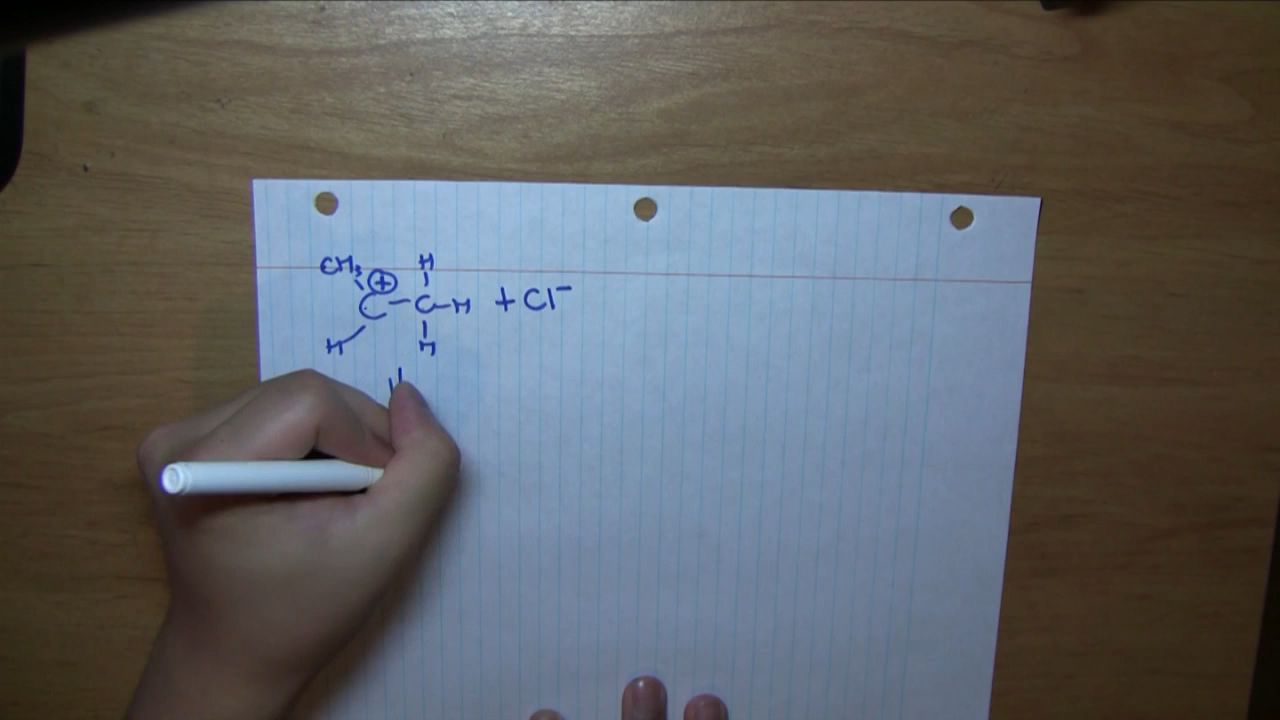 CH₃ H
⊕
C - C - H + Cl⁻
H H